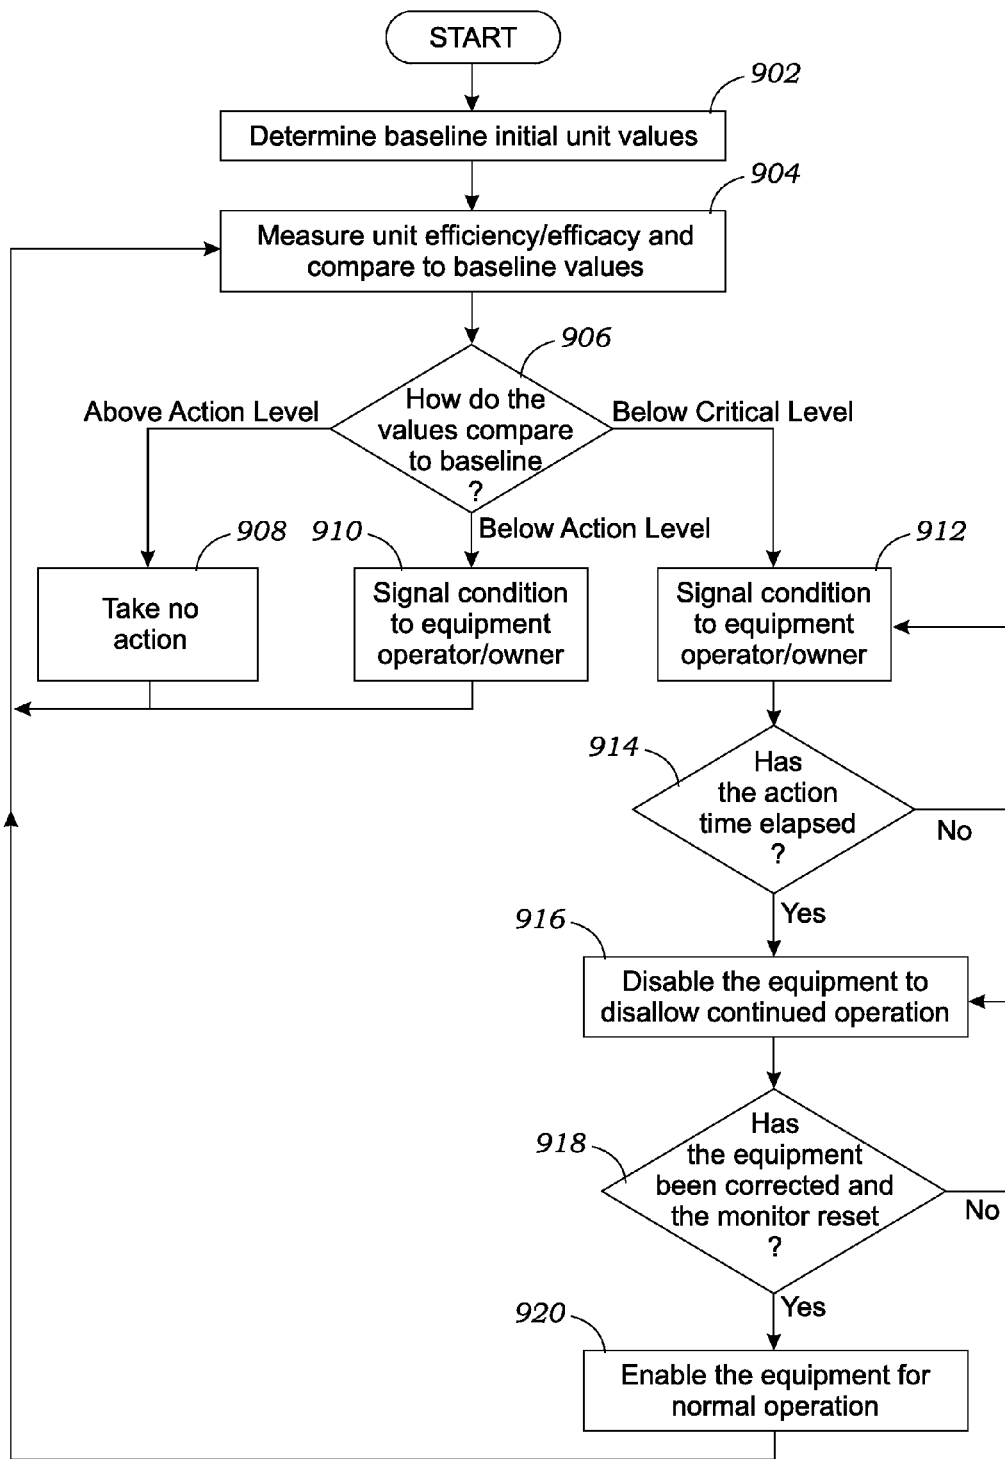 START
902
Determine baseline initial unit values
904
Measure unit efficiency/efficacy and
compare to baseline values
906
How do the
values compare
to baseline
?
Above Action Level
Below Critical Level
Below Action Level
908
Take no
action
910
Signal condition
to equipment
operator/owner
912
Signal condition
to equipment
operator/owner
914
Has
the action
time elapsed
?
No
Yes
916
Disable the equipment to
disallow continued operation
918
Has
the equipment
been corrected and
the monitor reset
?
No
Yes
920
Enable the equipment for
normal operation